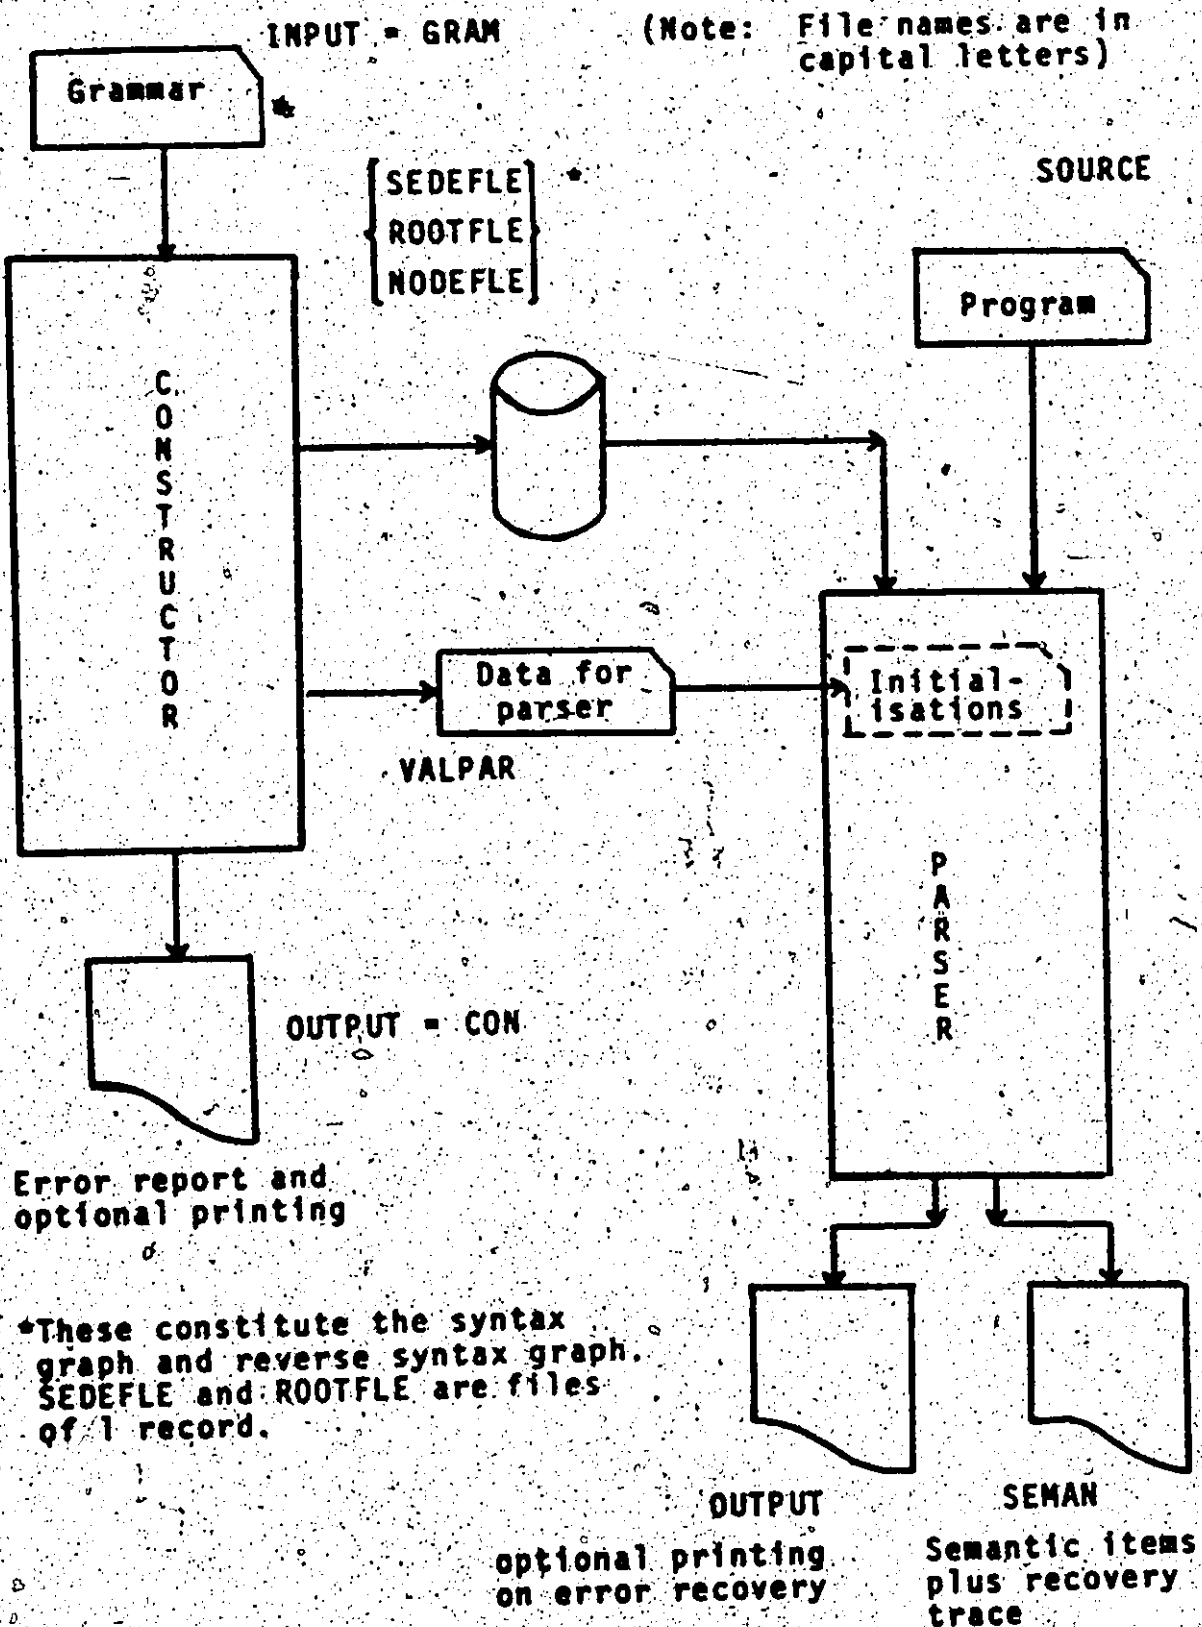 INPUT = GRAM
(Note: File names are in
capital letters)
Grammar *
SEDEFLE *
ROOTFLE
NODEFLE
SOURCE
Program
CONSTRUCTOR
Data for
parser
VALPAR
Initial-
isations
PARSER
OUTPUT = CON
Error report and
optional printing
*These constitute the syntax
graph and reverse syntax graph.
SEDEFLE and ROOTFLE are files
of 1 record.
OUTPUT
optional printing
on error recovery
SEMAN
Semantic items
plus recovery
trace